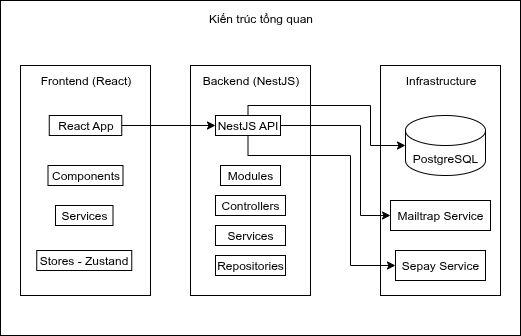 Kiến trúc tổng quan
Frontend (React)
React App
Components
Services
Stores - Zustand
Backend (NestJS)
NestJS API
Modules
Controllers
Services
Repositories
Infrastructure
PostgreSQL
Mailtrap Service
Sepay Service